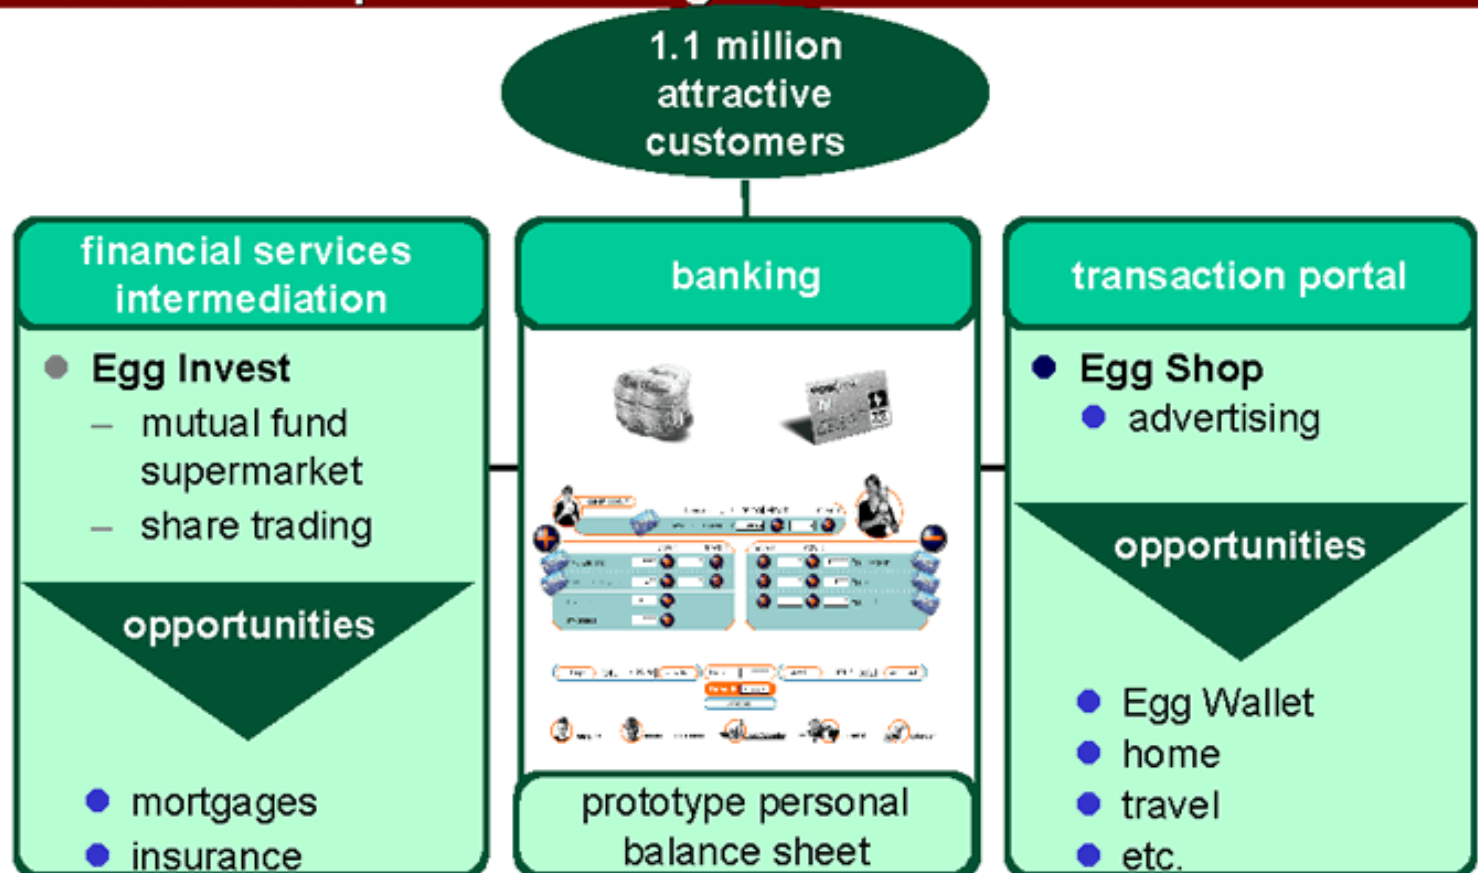 1.1 million
attractive
customers
financial services
intermediation
Egg Invest
– mutual fund
supermarket
– share trading
opportunities
mortgages
insurance
banking
prototype personal
balance sheet
transaction portal
Egg Shop
advertising
opportunities
Egg Wallet
home
travel
etc.